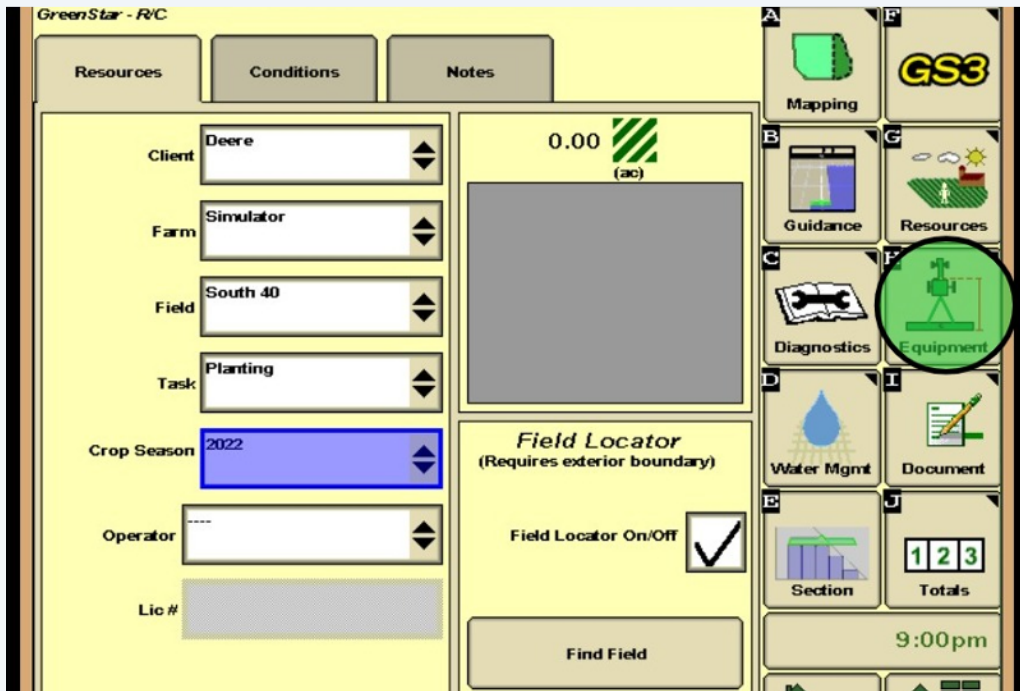 GreenStar - R/C
Resources
Conditions
Notes
Client
Deere
Farm
Simulator
Field
South 40
Task
Planting
Crop Season
2022
Operator
----
Lic #
0.00
(ac)
Field Locator
(Requires exterior boundary)
Field Locator On/Off
Find Field
A
Mapping
F
GS3
B
Guidance
G
Resources
C
Diagnostics
H
Equipment
D
Water Mgmt
I
Document
E
Section
J
1 2 3
Totals
9:00pm